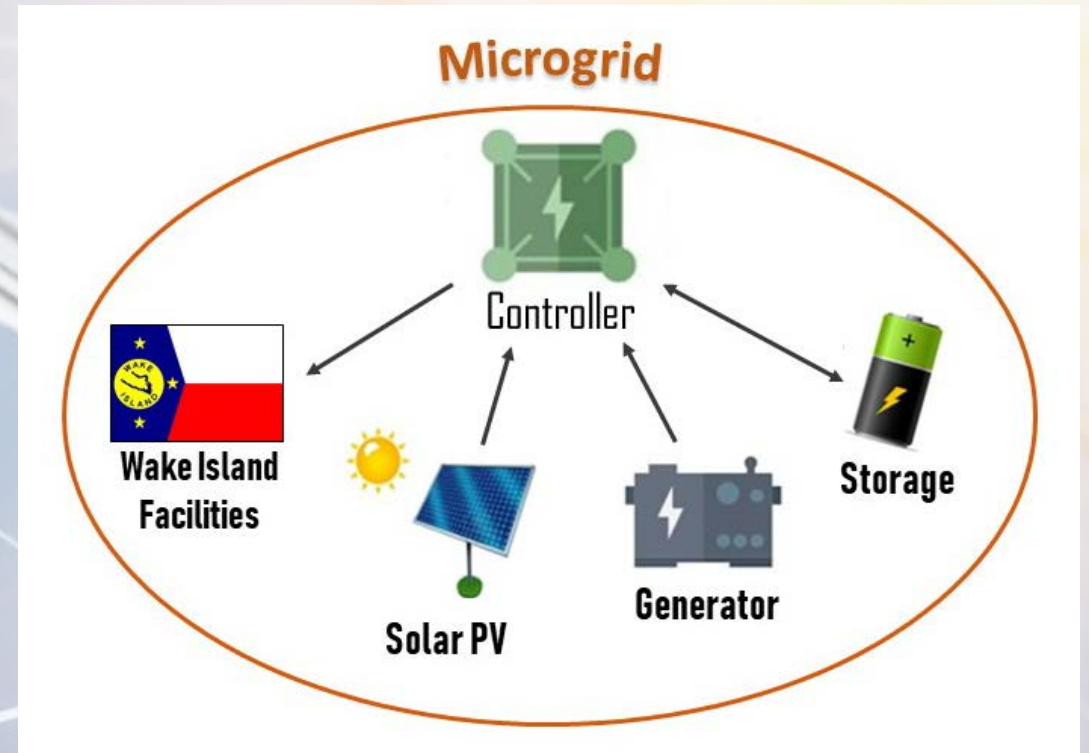 Microgrid
Controller
WAKE
ISLAND
Wake Island
Facilities
Solar PV
Generator
+
Storage